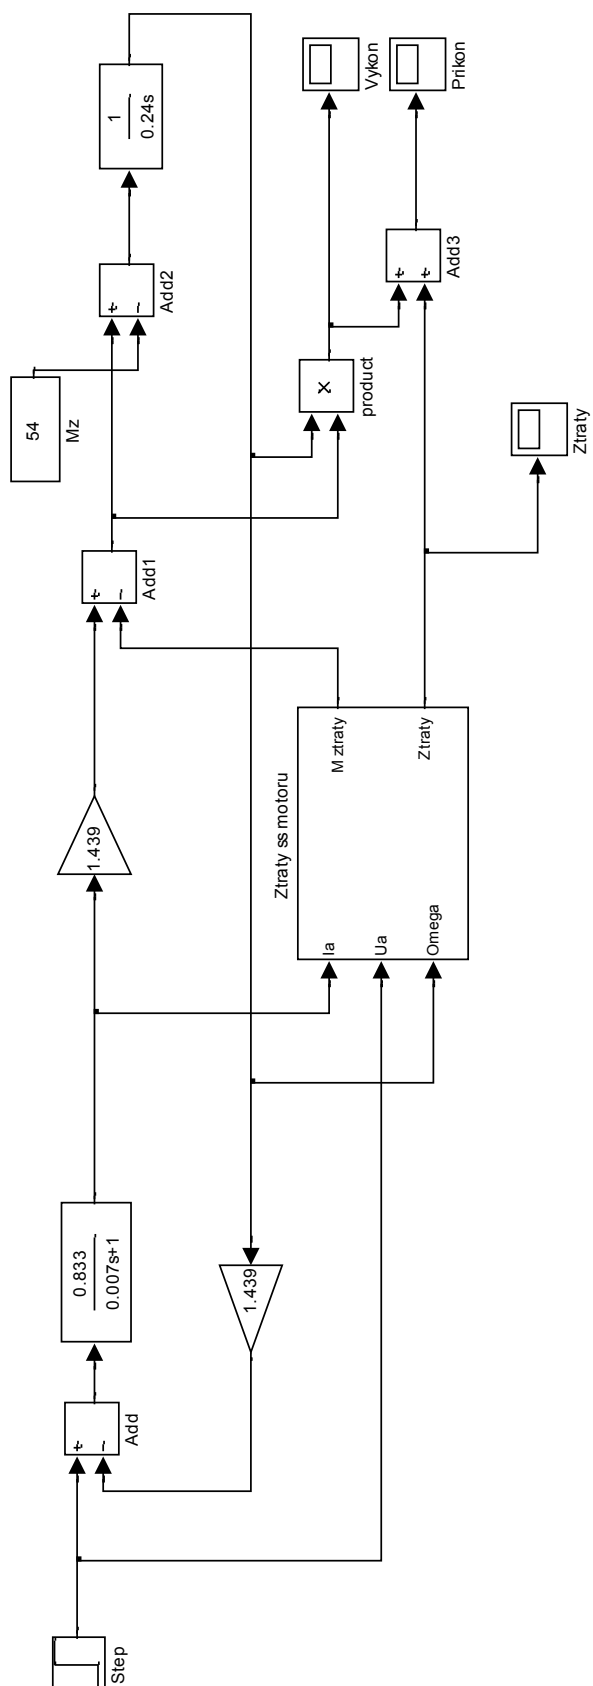 Step
+
−
Add
0.833
0.007s+1
1.439
+
−
Add1
54
Mz
+
−
Add2
1
0.24s
1.439
Ztraty ss motoru
Ia
Ua
Omega
M ztraty
Ztraty
×
product
+
+
Add3
Vykon
Prikon
Ztraty